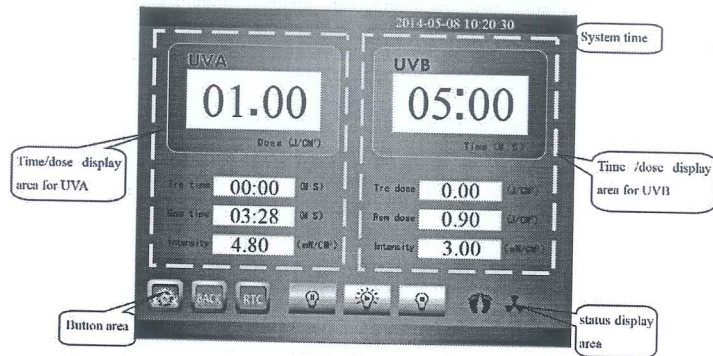 2014-05-08 10:20:30
System time
UVA
01.00
Dose (J/CM²)
UVB
05:00
Time (M:S)
Time/dose display
area for UVA
Time /dose display
area for UVB
Tre time 00:00 (M:S)
03:28 (M:S)
Intensity 4.80 (mW/CM²)
Tre dose 0.00 (J/CM²)
Rem dose 0.90 (J/CM²)
Intensity 3.00 (mW/CM²)
BACK
RTC
Button area
status display
area